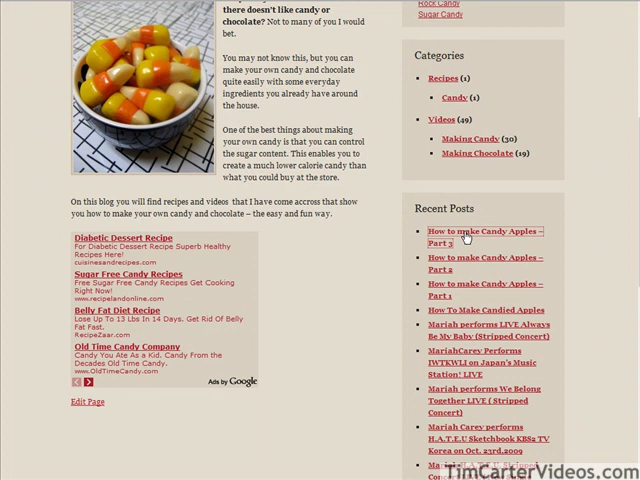 there doesn't like candy or
chocolate? Not to many of you I would
bet.
You may not know this, but you can
make your own candy and chocolate
quite easily with some everyday
ingredients you already have around
the house.
One of the best things about making
your own candy is that you can control
the sugar content. This enables you to
create a much lower calorie candy than
what you could buy at the store.
On this blog you will find recipes and videos that I have come accross that show
you how to make your own candy and chocolate – the easy and fun way.
Diabetic Dessert Recipe
For Diabetic Dessert Recipe Superb Healthy
Recipes Here!
cuisinesandrecipes.com
Sugar Free Candy Recipes
Free Sugar Free Candy Recipes Get Cooking
Right Now!
www.recipelandonline.com
Belly Fat Diet Recipe
Lose Up To 13 Lbs In 14 Days. Get Rid Of Belly
Fat Fast.
RecipeZaar.com
Old Time Candy Company
Candy You Ate As a Kid. Candy From the
Decades Old Time Candy.
www.OldTimeCandy.com
Ads by Google
Edit Page
Rock Candy
Sugar Candy
Categories
Recipes (1)
Candy (1)
Videos (49)
Making Candy (30)
Making Chocolate (19)
Recent Posts
How to make Candy Apples –
Part 3
How to make Candy Apples –
Part 2
How to make Candy Apples –
Part 1
How To Make Candied Apples
Mariah performs LIVE Always
Be My Baby (Stripped Concert)
MariahCarey Performs
IWTKWLI on Japan's Music
Station! LIVE
Mariah performs We Belong
Together LIVE ( Stripped
Concert)
Mariah Carey performs
H.A.T.E.U Sketchbook KBS2 TV
Korea on Oct. 23rd.2009
Mariah H.A.T.E.U. Stripped
TimCarterVideos.com